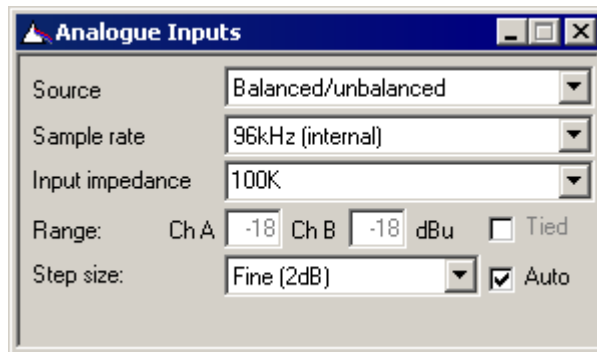 Analogue Inputs
Source Balanced/unbalanced
Sample rate 96kHz (internal)
Input impedance 100K
Range: Ch A -18 Ch B -18 dBu Tied
Step size: Fine (2dB) Auto